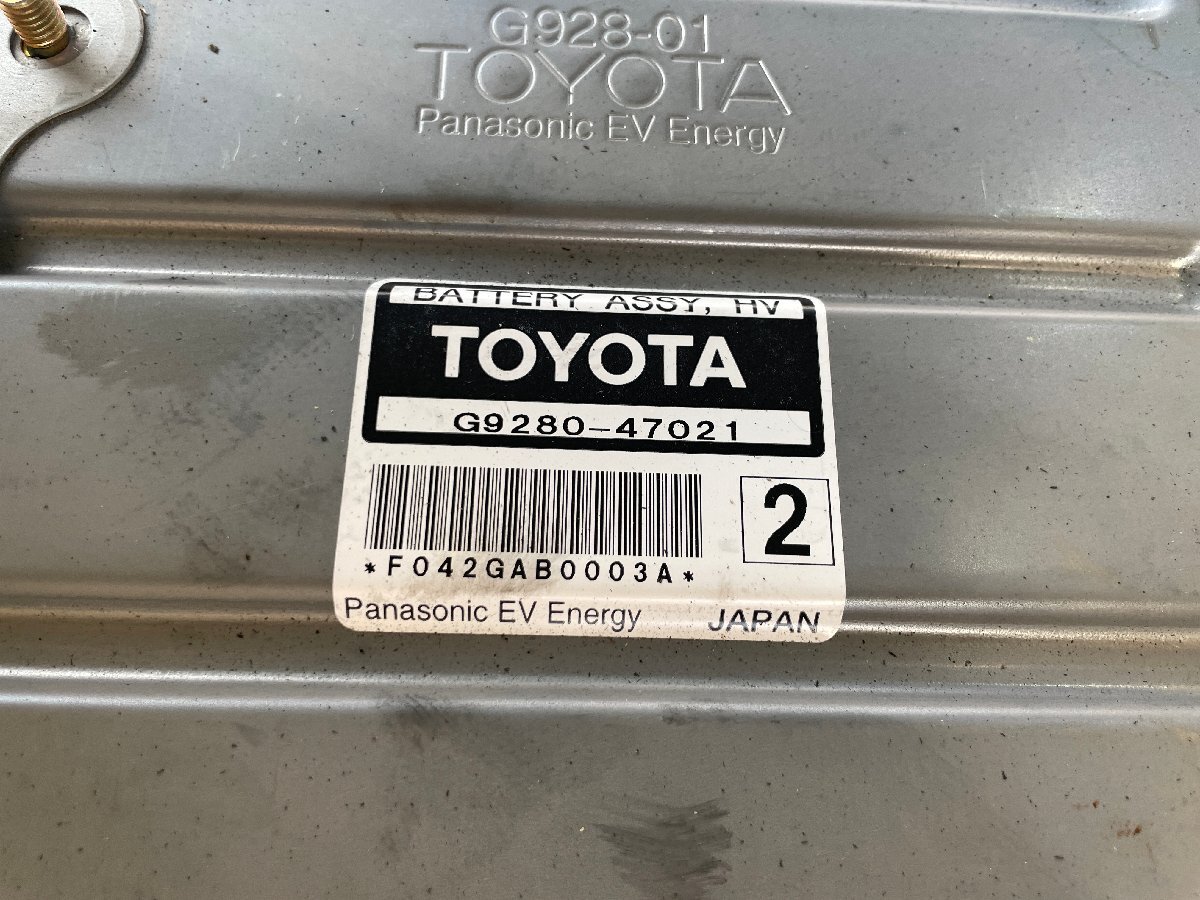 G928-01
TOYOTA
Panasonic EV Energy
BATTERY ASSY, HV
TOYOTA
G9280-47021
2
*F042GAB0003A*
Panasonic EV Energy JAPAN